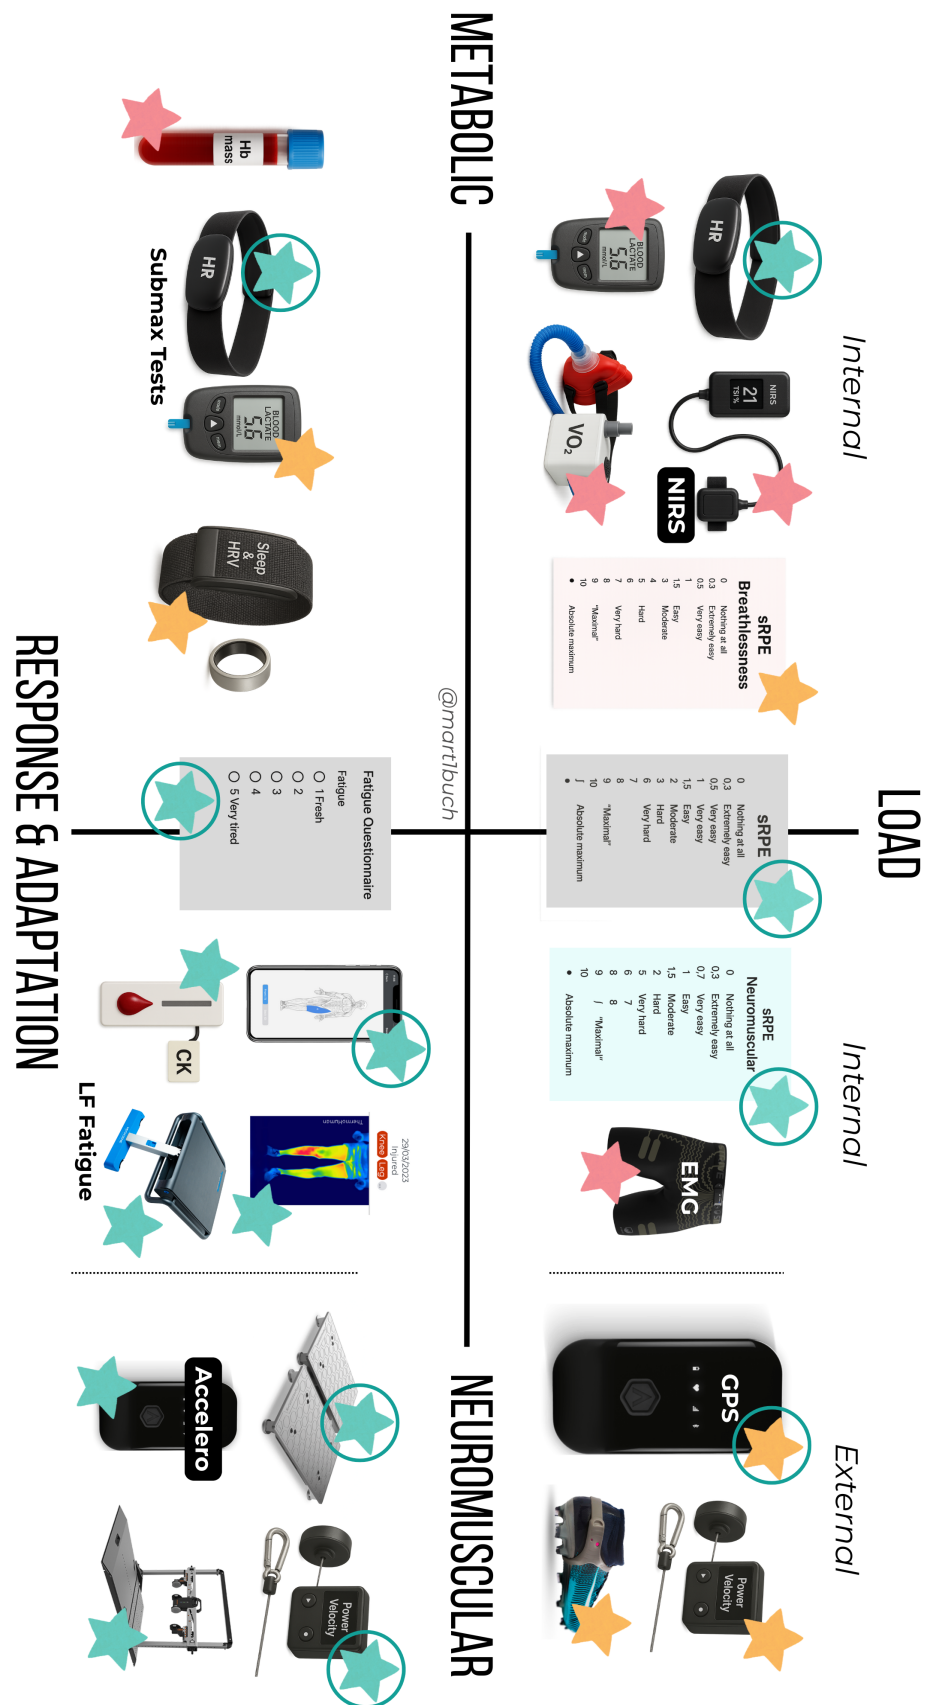 LOAD
Internal
Internal
External
HR
BLOOD
LACTATE
5.6
mmol/L
NIRS
21
TSI %
NIRS
VO₂
sRPE
Breathlessness
0 Nothing at all
0.3 Extremely easy
0.5 Very easy
1
1.5 Easy
3 Moderate
4
5 Hard
6
7 Very hard
8
9 "Maximal"
10
• Absolute maximum
sRPE
0 Nothing at all
0,3 Extremely easy
0,5 Very easy
1 Very easy
1,5 Easy
2 Moderate
3 Hard
6 Very hard
7
8
9 "Maximal"
10
∫
• Absolute maximum
sRPE
Neuromuscular
0 Nothing at all
0,3 Extremely easy
0,7 Very easy
1 Easy
1,5 Moderate
2 Hard
5 Very hard
6 7
8 8
9 / "Maximal"
10
• Absolute maximum
EMG
GPS
Power
Velocity
METABOLIC
@mart1buch
NEUROMUSCULAR
Hb
mass
HR
BLOOD
LACTATE
5.6
mmol/L
Submax Tests
Sleep
&
HRV
Fatigue Questionnaire
Fatigue
1 Fresh
2
3
4
5 Very tired
CK
29/03/2023
Injured
Knee Leg
ThermoHuman
LF Fatigue
Accelero
Power
Velocity
RESPONSE & ADAPTATION